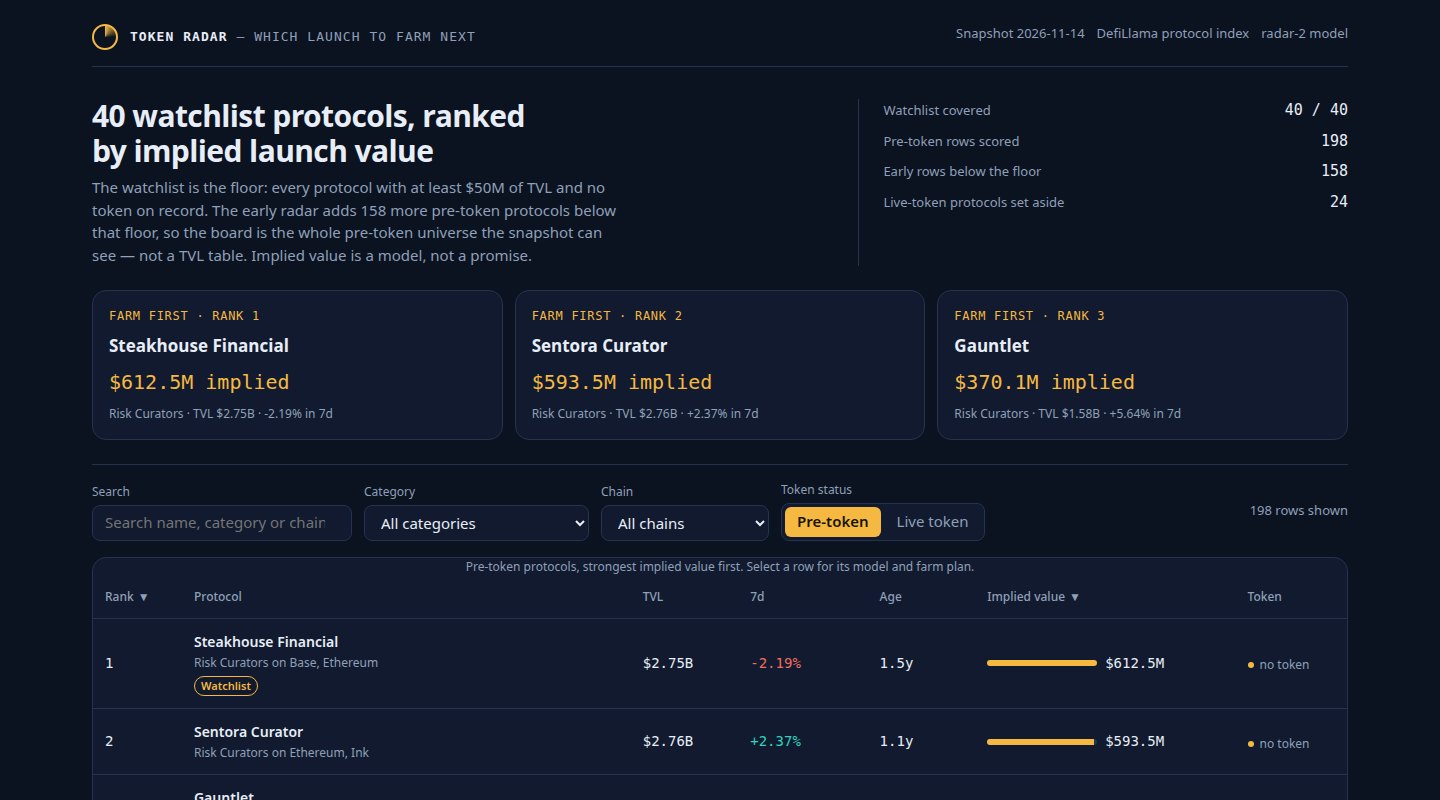 TOKEN RADAR — WHICH LAUNCH TO FARM NEXT
Snapshot 2026-11-14 DefiLlama protocol index radar-2 model
40 watchlist protocols, ranked
by implied launch value
The watchlist is the floor: every protocol with at least $50M of TVL and no
token on record. The early radar adds 158 more pre-token protocols below
that floor, so the board is the whole pre-token universe the snapshot can
see — not a TVL table. Implied value is a model, not a promise.
Watchlist covered 40 / 40
Pre-token rows scored 198
Early rows below the floor 158
Live-token protocols set aside 24
FARM FIRST · RANK 1
Steakhouse Financial
$612.5M implied
Risk Curators · TVL $2.75B · -2.19% in 7d
FARM FIRST · RANK 2
Sentora Curator
$593.5M implied
Risk Curators · TVL $2.76B · +2.37% in 7d
FARM FIRST · RANK 3
Gauntlet
$370.1M implied
Risk Curators · TVL $1.58B · +5.64% in 7d
Search
Search name, category or chain
Category
All categories
Chain
All chains
Token status
Pre-token Live token
198 rows shown
Pre-token protocols, strongest implied value first. Select a row for its model and farm plan.
Rank ▼ Protocol TVL 7d Age Implied value ▼ Token
1 Steakhouse Financial $2.75B -2.19% 1.5y $612.5M no token
Risk Curators on Base, Ethereum
Watchlist
2 Sentora Curator $2.76B +2.37% 1.1y $593.5M no token
Risk Curators on Ethereum, Ink
Gauntlet